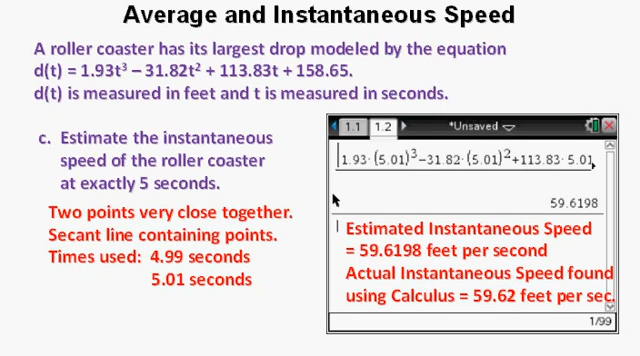 Average and Instantaneous Speed
A roller coaster has its largest drop modeled by the equation
d(t) = 1.93t³ – 31.82t² + 113.83t + 158.65.
d(t) is measured in feet and t is measured in seconds.
c. Estimate the instantaneous
speed of the roller coaster
at exactly 5 seconds.
Two points very close together.
Secant line containing points.
Times used: 4.99 seconds
5.01 seconds
1.1 1.2 *Unsaved
1.93·(5.01)³−31.82·(5.01)²+113.83·5.01
59.6198
Estimated Instantaneous Speed
= 59.6198 feet per second
Actual Instantaneous Speed found
using Calculus = 59.62 feet per sec.
1/99